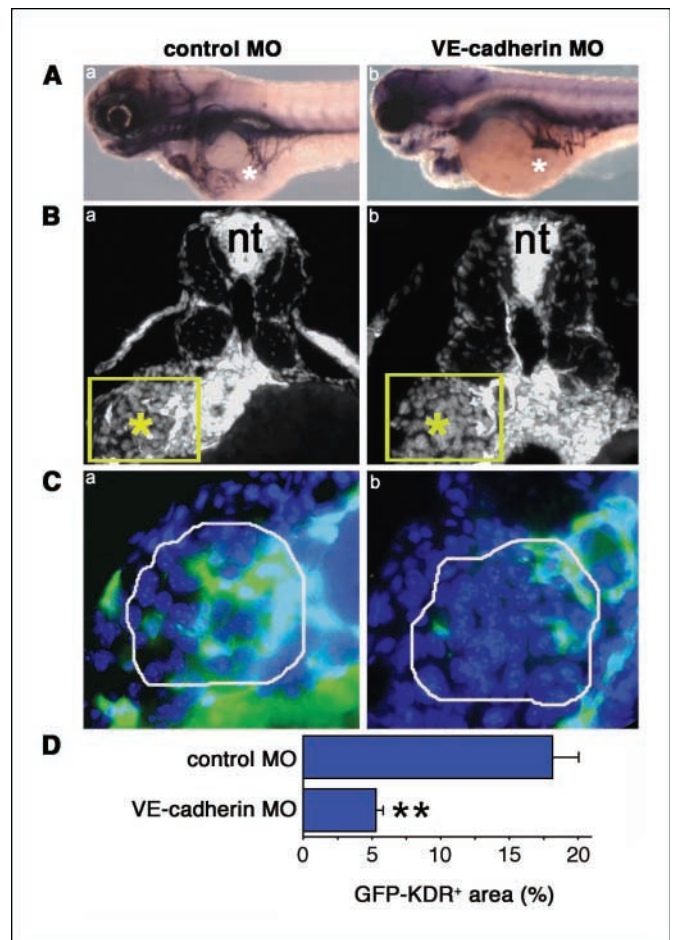 control MO VE-cadherin MO
A a b
* *
B a b
nt nt
* *
C a b
D
control MO
VE-cadherin MO **
0 5 10 15 20
GFP-KDR⁺ area (%)